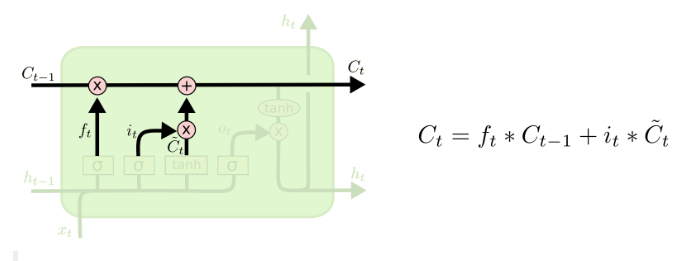 h_t
C_{t-1}
C_t
x
+
tanh
f_t
i_t
x
o_t
x
C̃_t
σ
σ
tanh
σ
h_{t-1}
h_t
x_t
C_t = f_t * C_{t-1} + i_t * C̃_t